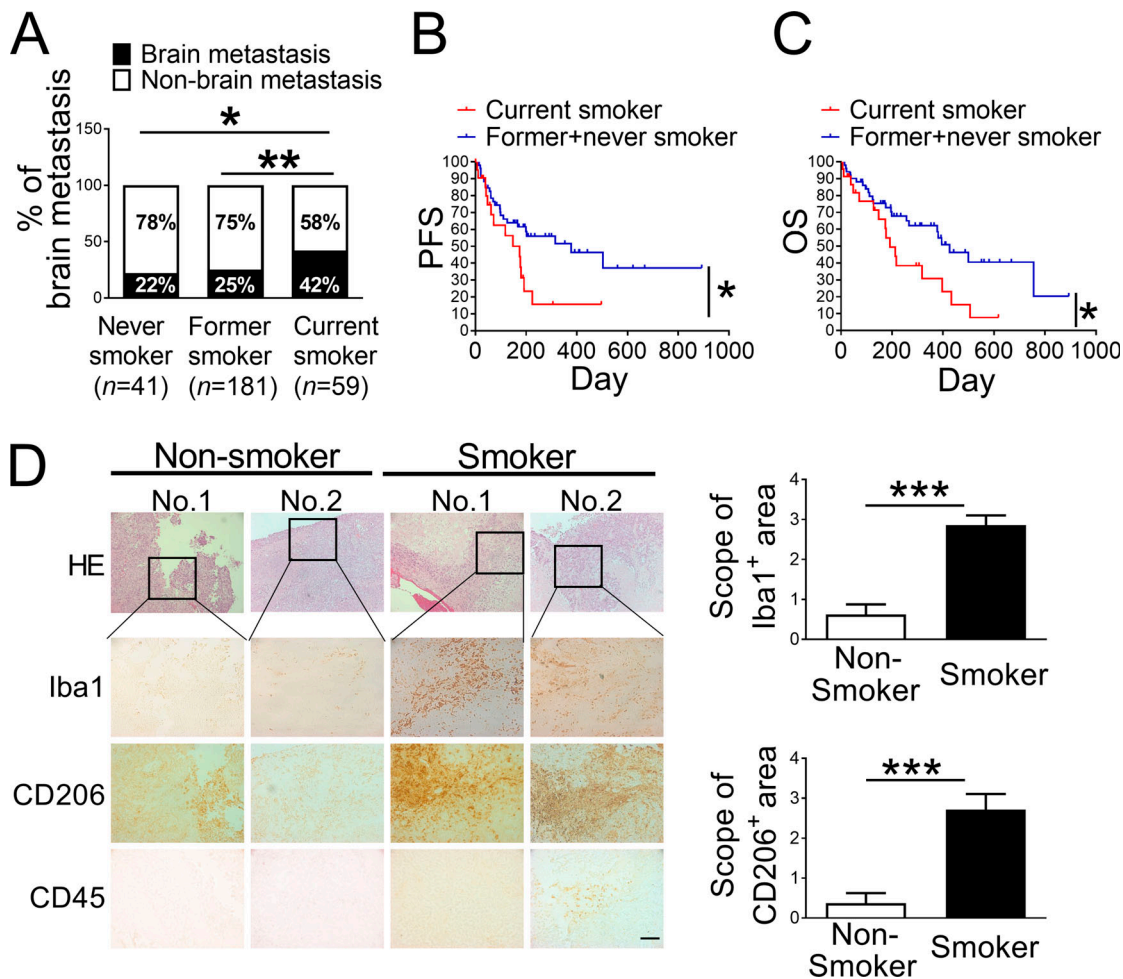 A
Brain metastasis
Non-brain metastasis
% of
brain metastasis
150
100
50
0
*
**
78%
75%
58%
22%
25%
42%
Never
smoker
(n=41)
Former
smoker
(n=181)
Current
smoker
(n=59)
B
Current smoker
Former+never smoker
PFS
100
90
80
70
60
50
40
30
20
10
0
0 200 400 600 800 1000
Day
*
C
Current smoker
Former+never smoker
OS
100
90
80
70
60
50
40
30
20
10
0
0 200 400 600 800 1000
Day
*
D
Non-smoker
Smoker
No.1
No.2
No.1
No.2
HE
Iba1
CD206
CD45
Scope of
Iba1+ area
4
3
2
1
0
***
Non-
Smoker
Smoker
Scope of
CD206+ area
4
3
2
1
0
***
Non-
Smoker
Smoker